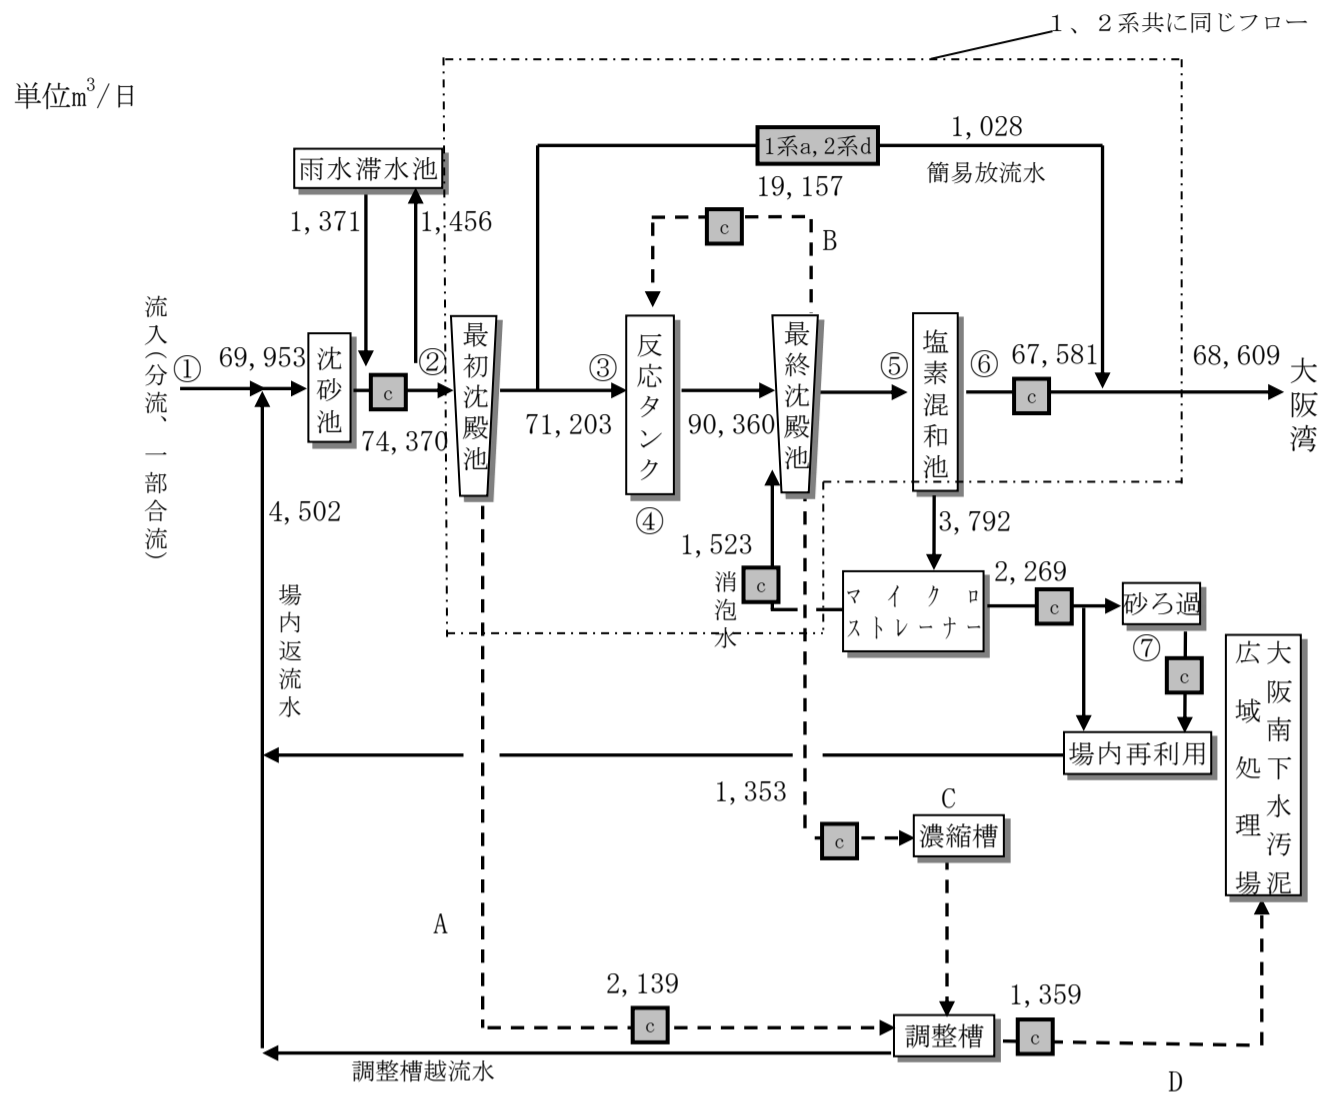 １、２系共に同じフロー
単位m³/日
1系a,2系d
1,028
簡易放流水
雨水滞水池
19,157
1,371
1,456
c
B
流入(分流、一部合流)
①
69,953
沈砂池
c
②
74,370
最初沈殿池
③
71,203
反応タンク
④
90,360
最終沈殿池
⑤
塩素混和池
⑥
67,581
c
68,609
大阪湾
4,502
場内返流水
1,523
c
消泡水
3,792
マイクロ
ストレーナー
2,269
c
砂ろ過
⑦
c
場内再利用
大阪南下水汚泥
広域処理場
1,353
c
C
濃縮槽
A
2,139
c
調整槽
1,359
c
調整槽越流水
D